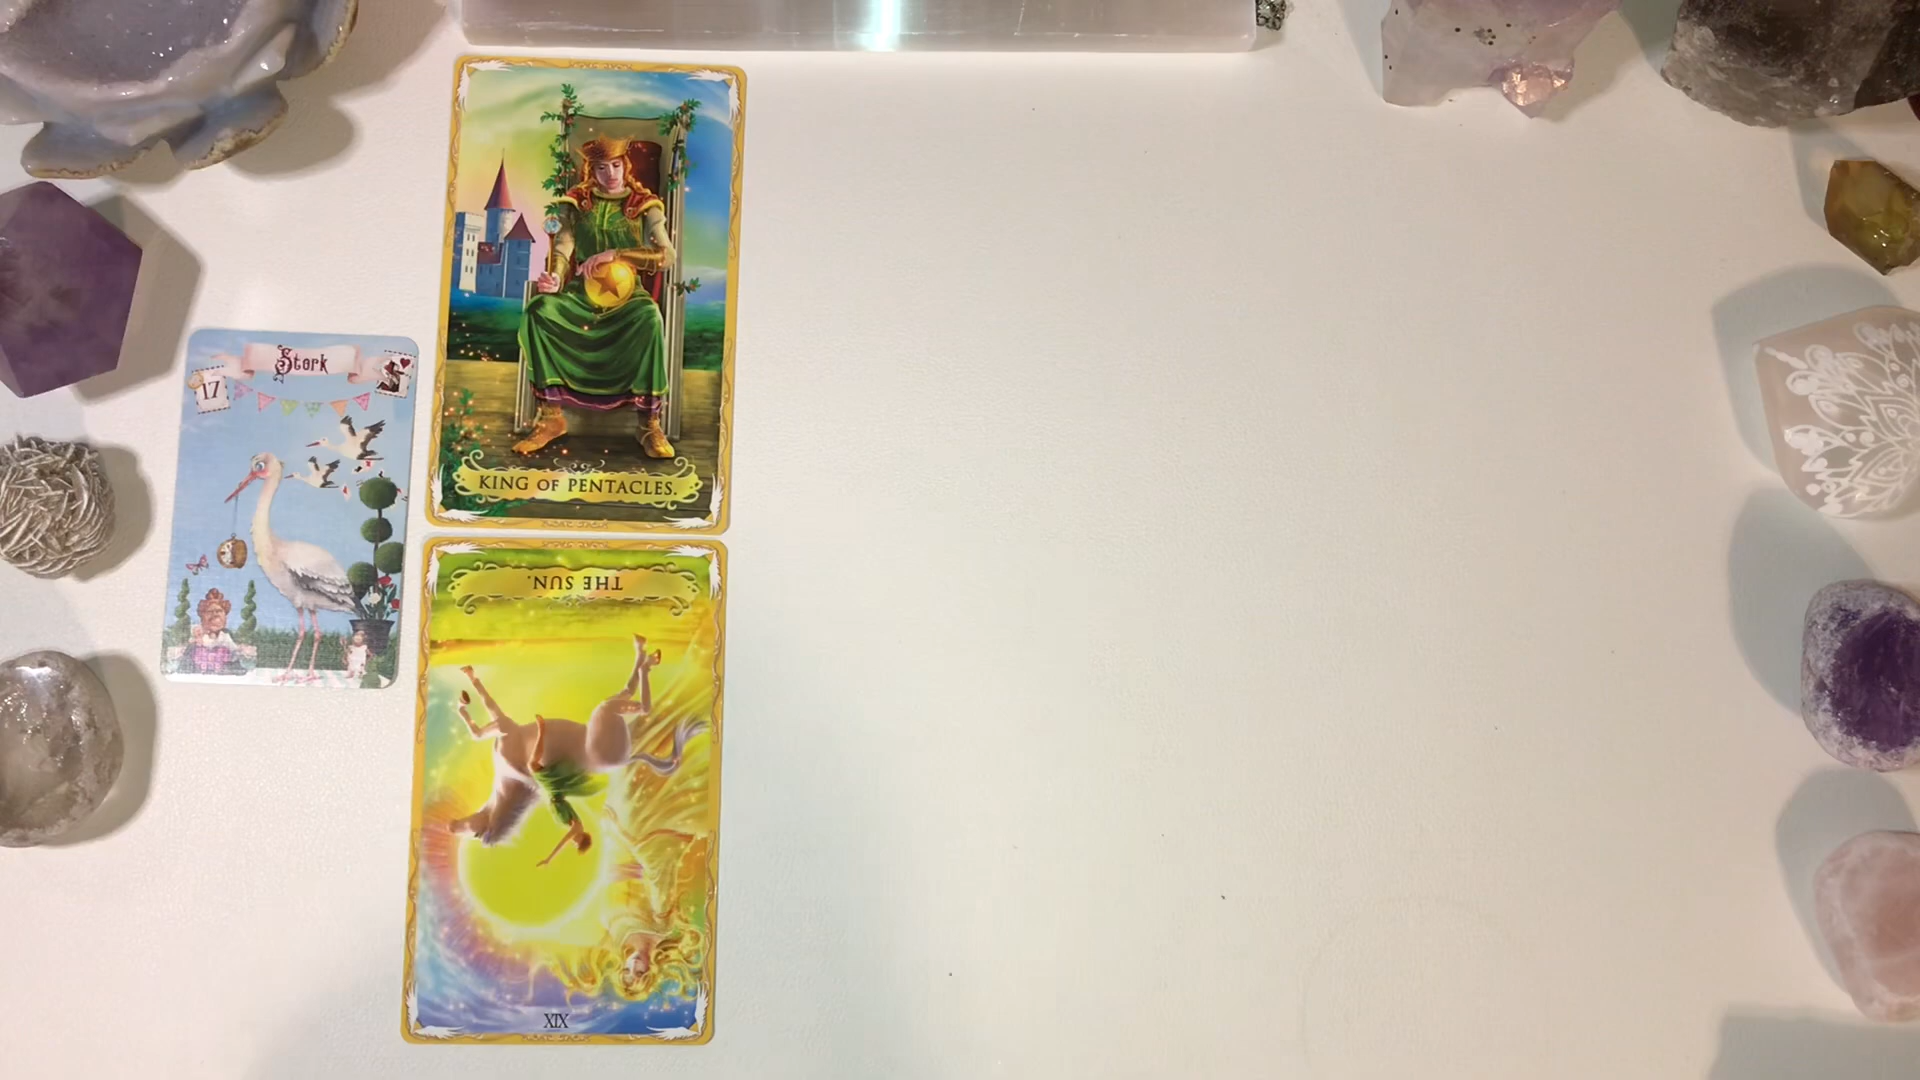 Stork
17
KING OF PENTACLES.
THE SUN.
XIX